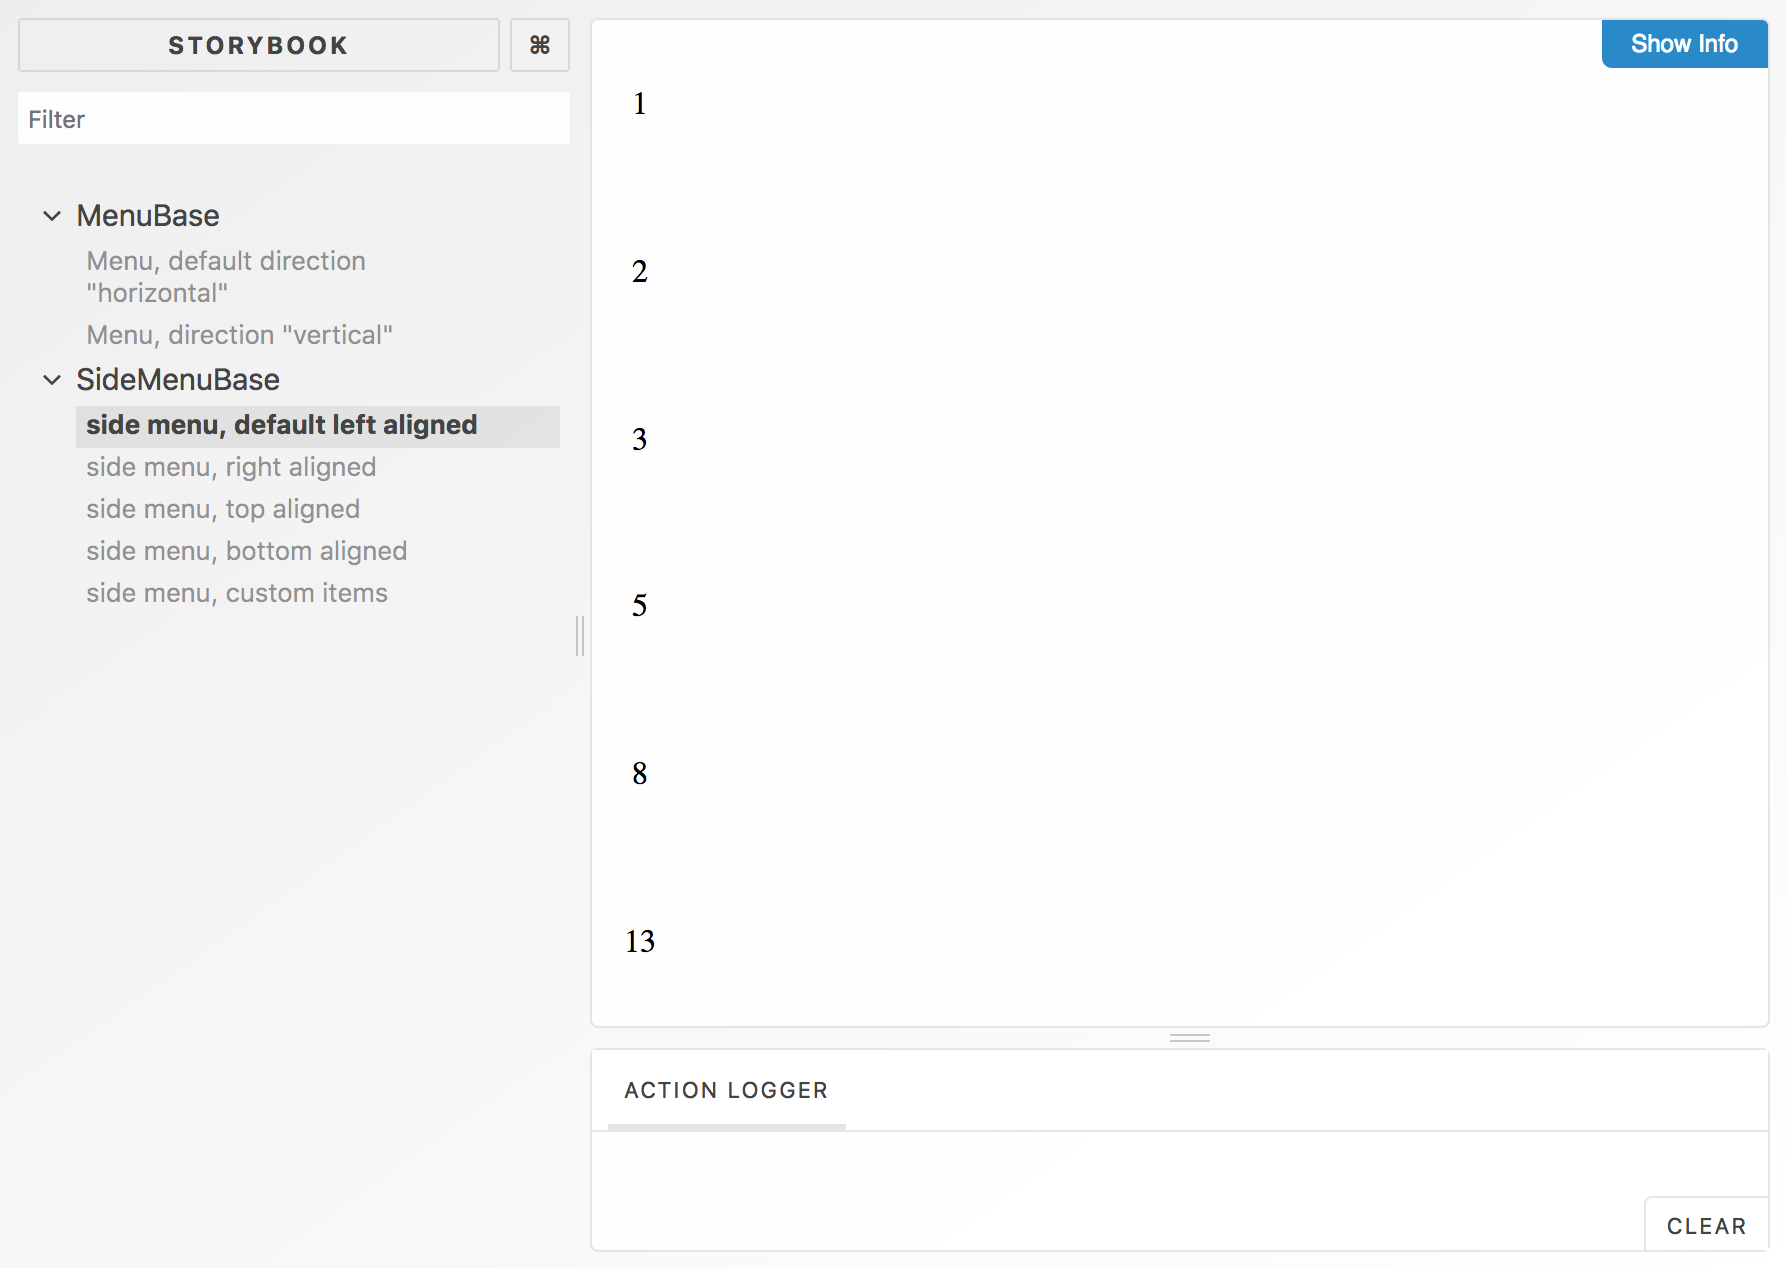 STORYBOOK
⌘
Filter
MenuBase
Menu, default direction
"horizontal"
Menu, direction "vertical"
SideMenuBase
side menu, default left aligned
side menu, right aligned
side menu, top aligned
side menu, bottom aligned
side menu, custom items
Show Info
1
2
3
5
8
13
ACTION LOGGER
CLEAR